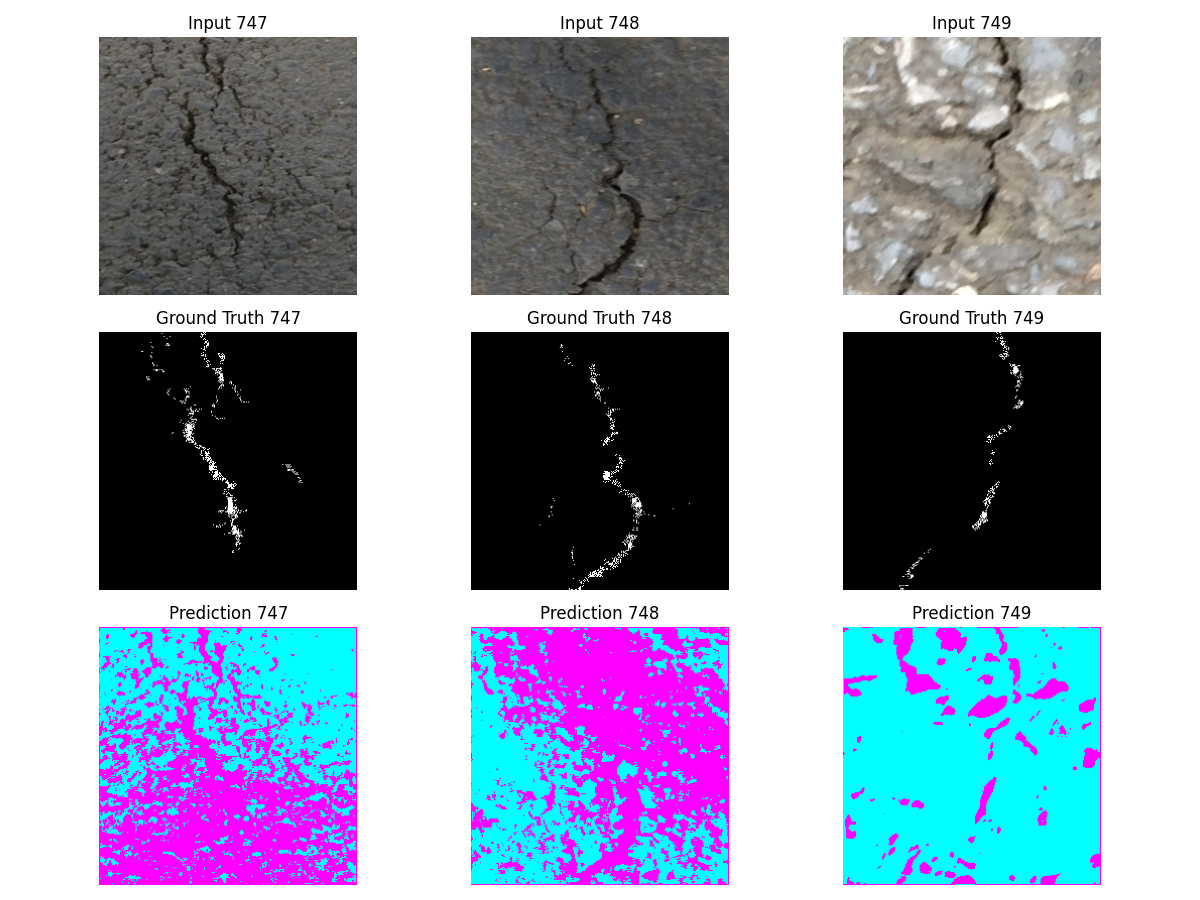 Input 747
Input 748
Input 749
Ground Truth 747
Ground Truth 748
Ground Truth 749
Prediction 747
Prediction 748
Prediction 749